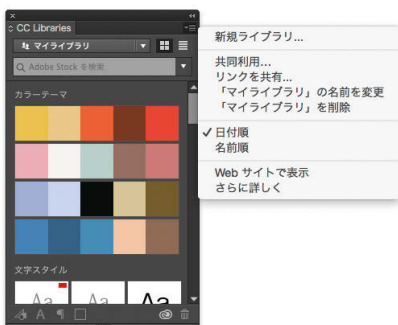 CC Libraries
マイライブラリ
Adobe Stock を検索
カラーテーマ
文字スタイル
Aa
Aa
Aa
新規ライブラリ...
共同利用...
リンクを共有...
「マイライブラリ」の名前を変更
「マイライブラリ」を削除
✓日付順
名前順
Web サイトで表示
さらに詳しく